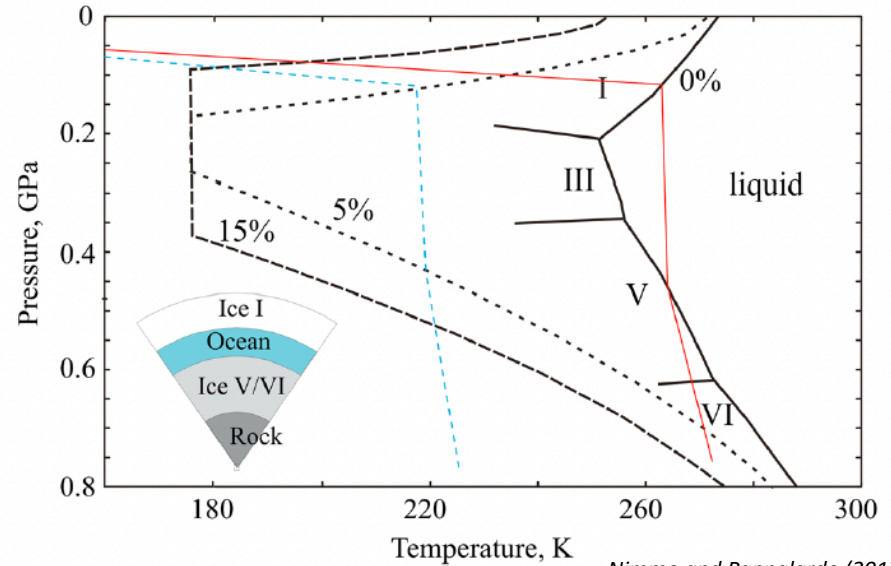 0
0.2
0.4
0.6
0.8
Pressure, GPa
180
220
260
300
Temperature, K
I
0%
III
liquid
5%
15%
V
VI
Ice I
Ocean
Ice V/VI
Rock